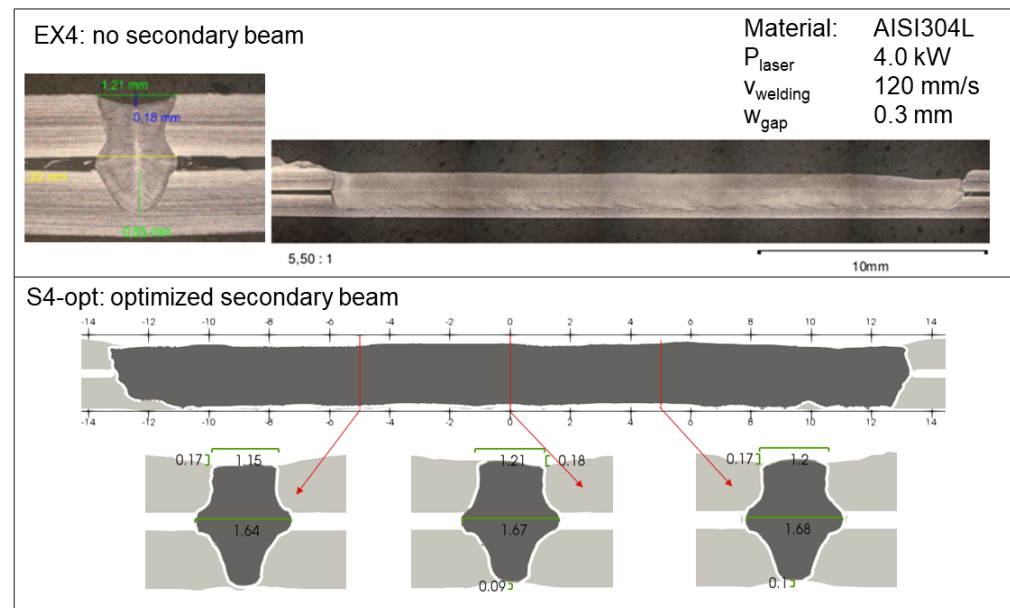 EX4: no secondary beam
Material: AISI304L
Plaser 4.0 kW
vwelding 120 mm/s
wgap 0.3 mm
1,21 mm
0,18 mm
22 mm
5,50 : 1
10mm
S4-opt: optimized secondary beam
-14 -12 -10 -8 -6 -4 -2 0 2 4 6 8 10 12 14
-14 -12 -10 -8 -6 -4 -2 0 2 4 6 8 10 12 14
0.17 1.15 1.21 0.18 0.17 1.2
1.64 1.67 1.68
0.09 0.1